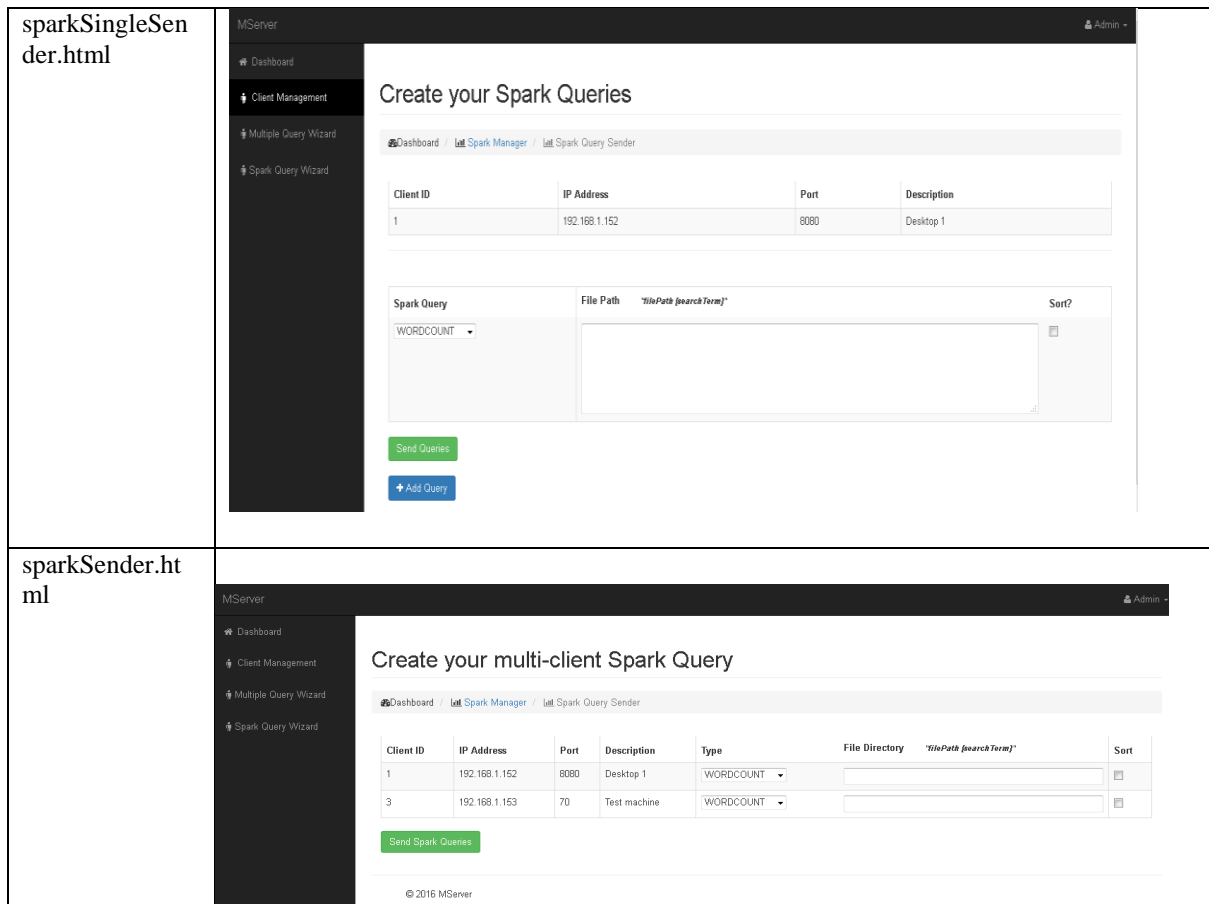 sparkSingleSen
der.html
MServer
Admin
Dashboard
Client Management
Multiple Query Wizard
Spark Query Wizard
Create your Spark Queries
Dashboard / Spark Manager / Spark Query Sender
Client ID IP Address Port Description
1 192.168.1.152 8080 Desktop 1
Spark Query File Path "filePath [searchTerm]" Sort?
WORDCOUNT
Send Queries
+ Add Query
sparkSender.ht
ml
MServer
Admin
Dashboard
Client Management
Multiple Query Wizard
Spark Query Wizard
Create your multi-client Spark Query
Dashboard / Spark Manager / Spark Query Sender
Client ID IP Address Port Description Type File Directory "filePath [searchTerm]" Sort
1 192.168.1.152 8080 Desktop 1 WORDCOUNT
3 192.168.1.153 70 Test machine WORDCOUNT
Send Spark Queries
© 2016 MServer